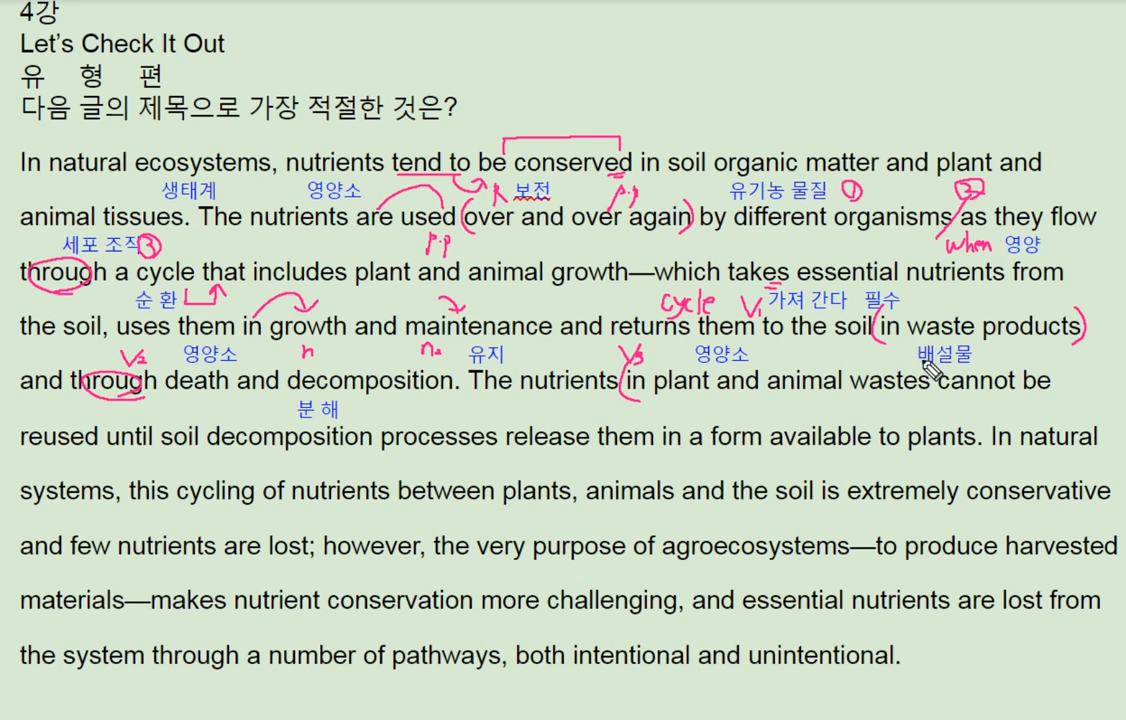 4강
Let's Check It Out
유 형 편
다음 글의 제목으로 가장 적절한 것은?
In natural ecosystems, nutrients tend to be conserved in soil organic matter and plant and
생태계 영양소 R 보전 p.p 유기농 물질 ① ②
animal tissues. The nutrients are used (over and over again) by different organisms as they flow
세포 조직 ③ p.p when 영양
through a cycle that includes plant and animal growth—which takes essential nutrients from
순 환 cycle V₁ 가져 간다 필수
the soil, uses them in growth and maintenance and returns them to the soil (in waste products)
V₂ 영양소 n n₂ 유지 V₃ 영양소 배설물
and through death and decomposition. The nutrients (in plant and animal wastes cannot be
분 해
reused until soil decomposition processes release them in a form available to plants. In natural
systems, this cycling of nutrients between plants, animals and the soil is extremely conservative
and few nutrients are lost; however, the very purpose of agroecosystems—to produce harvested
materials—makes nutrient conservation more challenging, and essential nutrients are lost from
the system through a number of pathways, both intentional and unintentional.